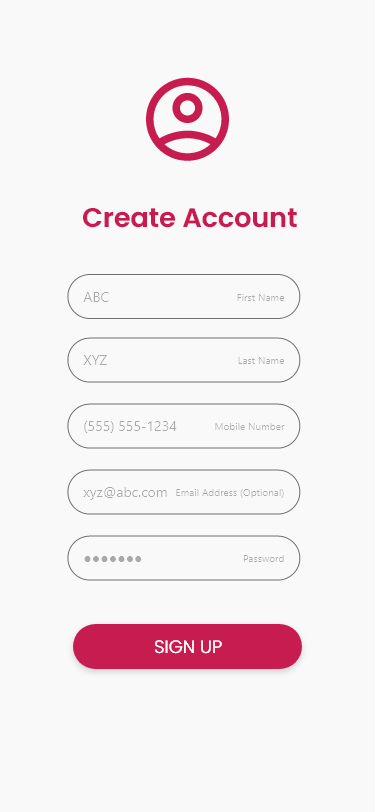 Create Account
ABC First Name
XYZ Last Name
(555) 555-1234 Mobile Number
xyz@abc.com Email Address (Optional)
●●●●●●● Password
SIGN UP